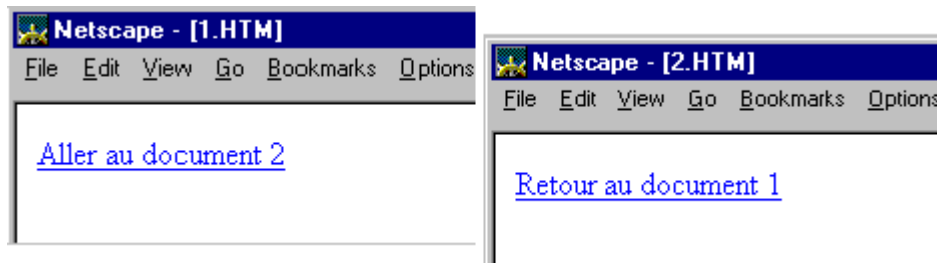 Netscape - [1.HTM]
File Edit View Go Bookmarks Options
Aller au document 2
Netscape - [2.HTM]
File Edit View Go Bookmarks Options
Retour au document 1